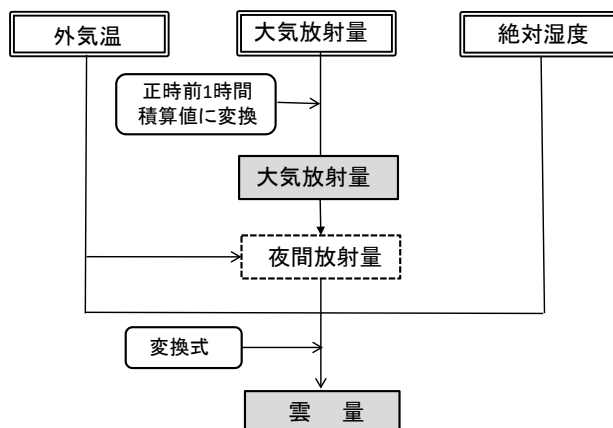 外気温
大気放射量
絶対湿度
正時前1時間
積算値に変換
大気放射量
夜間放射量
変換式
雲　量